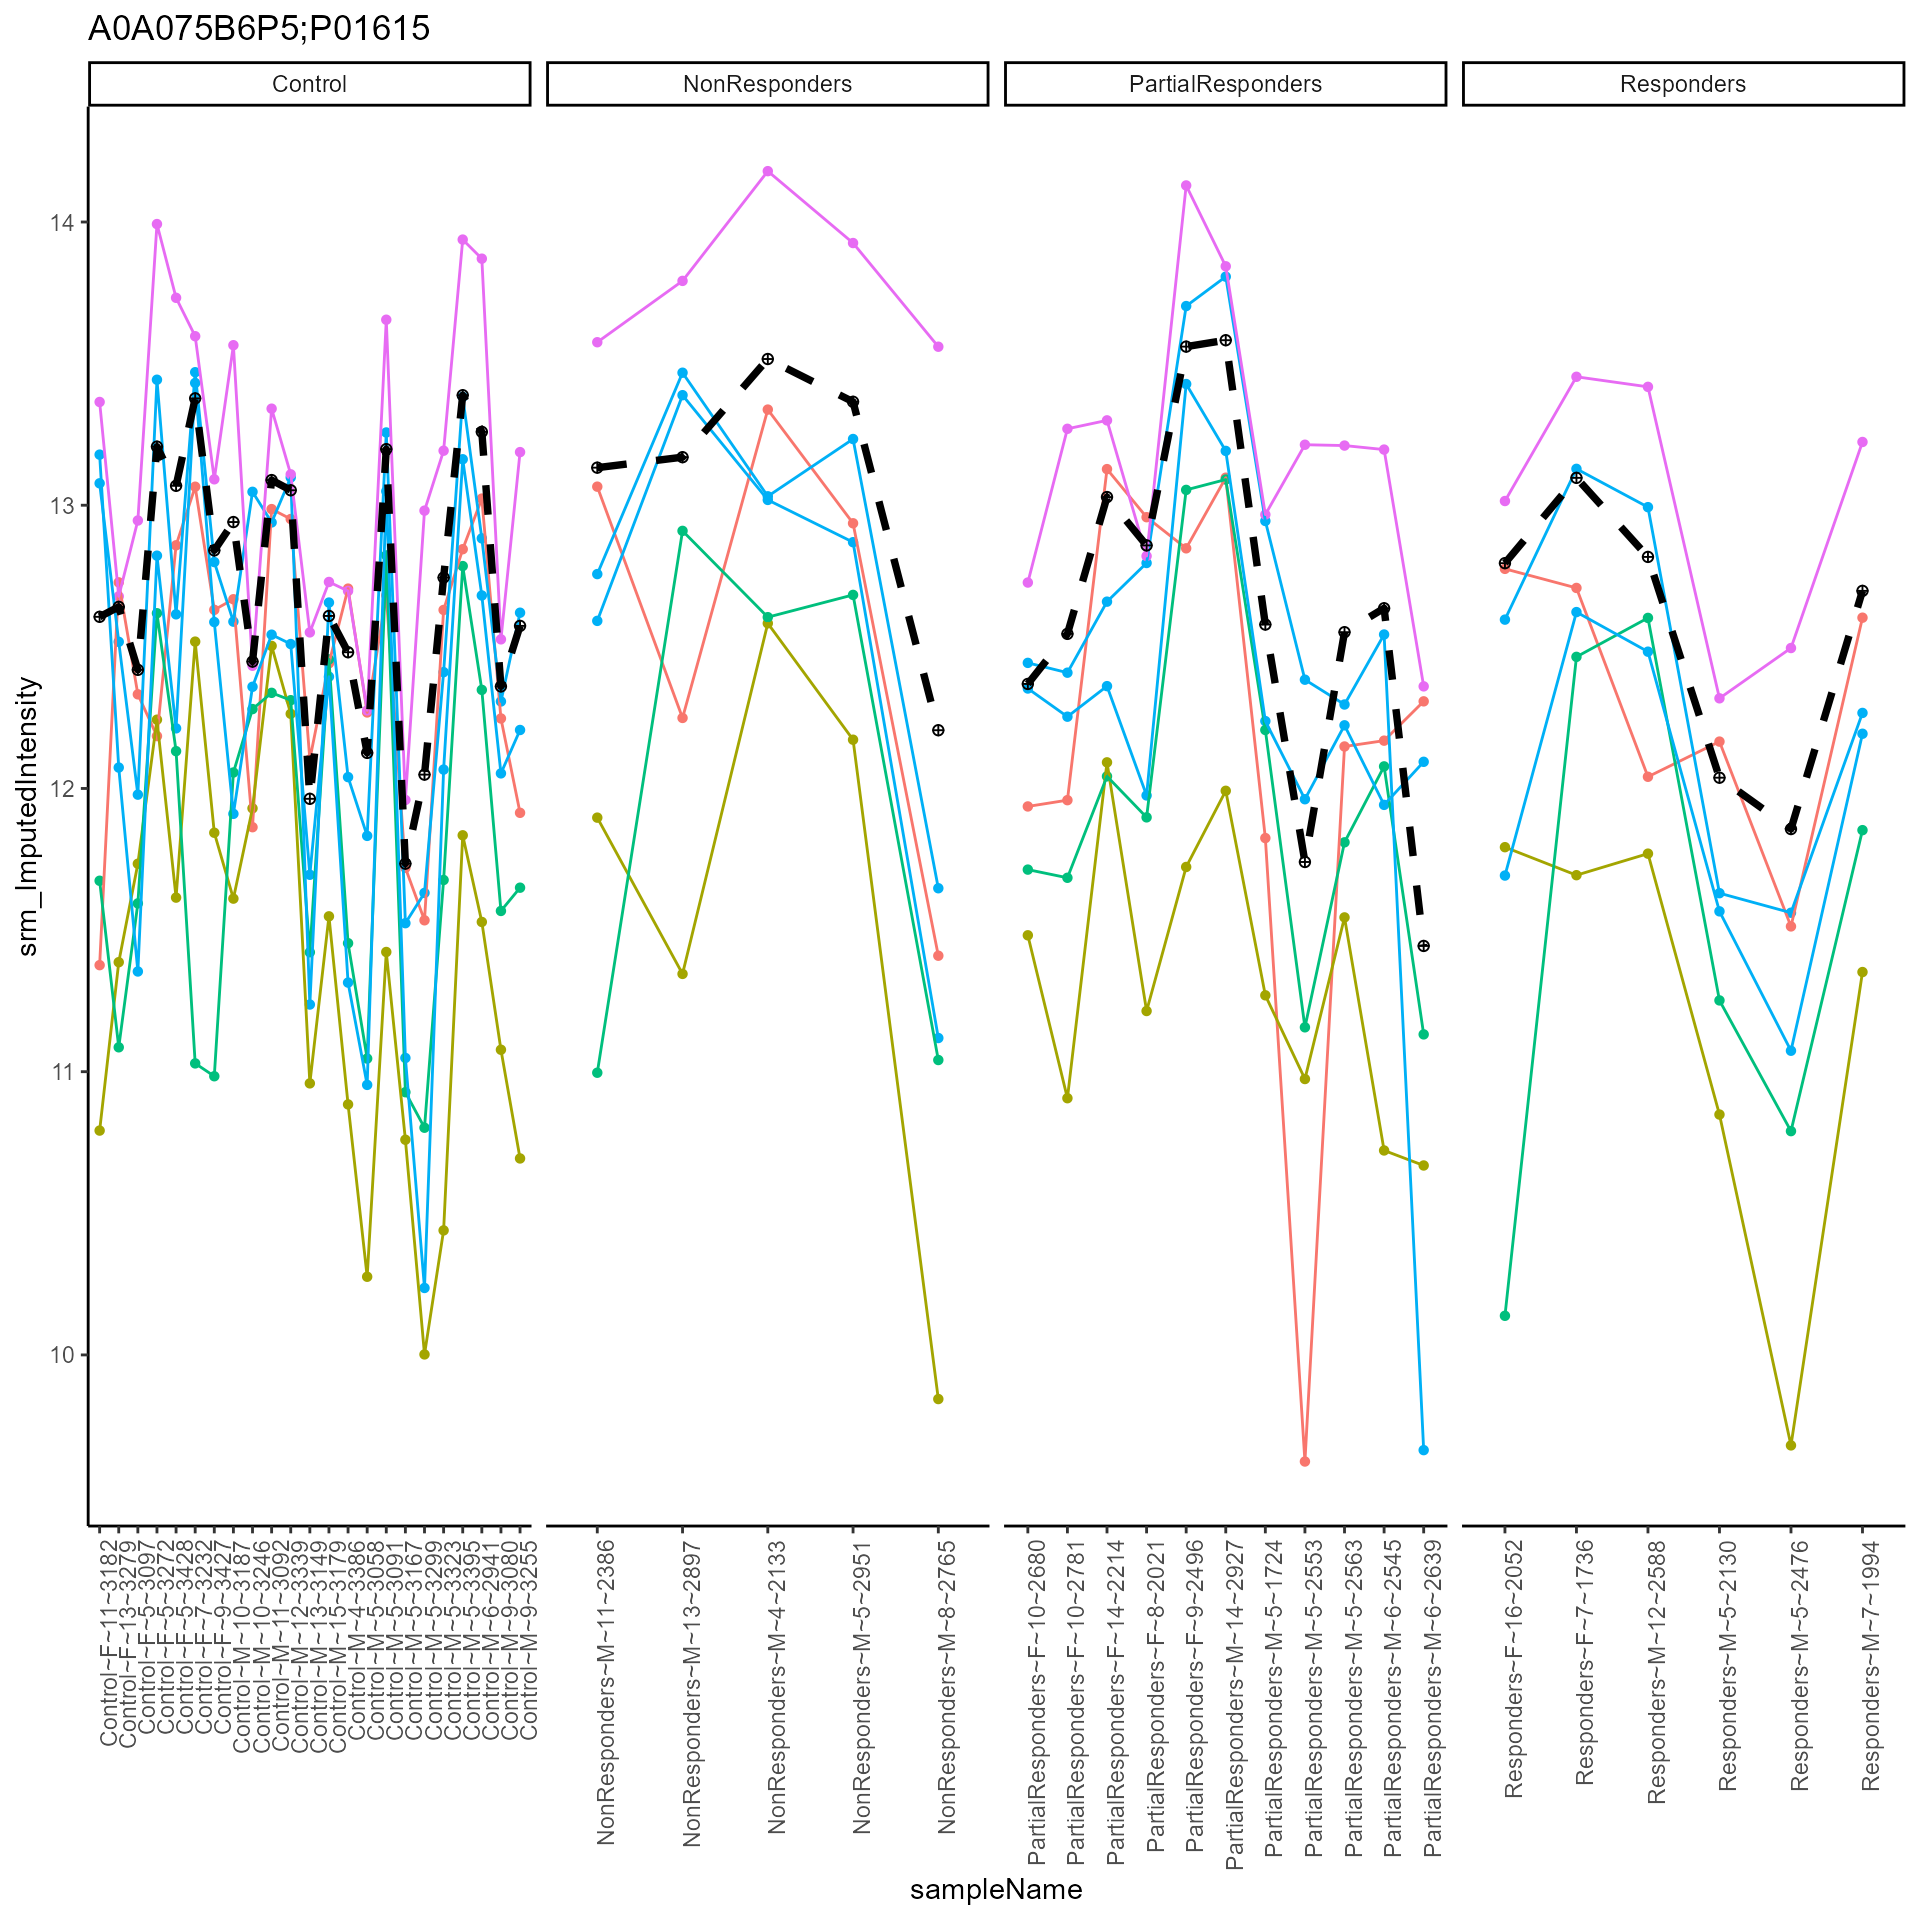 A0A075B6P5;P01615
Control
NonResponders
PartialResponders
Responders
srm_ImputedIntensity
14
13
12
11
10
Control~F~11~3182
Control~F~13~3279
Control~F~5~3097
Control~F~5~3272
Control~F~5~3428
Control~F~7~3232
Control~F~9~3427
Control~M~10~3187
Control~M~10~3246
Control~M~11~3092
Control~M~12~3339
Control~M~13~3149
Control~M~15~3179
Control~M~4~3386
Control~M~5~3058
Control~M~5~3091
Control~M~5~3167
Control~M~5~3299
Control~M~5~3323
Control~M~5~3395
Control~M~6~2941
Control~M~9~3080
Control~M~9~3255
NonResponders~M~11~2386
NonResponders~M~13~2897
NonResponders~M~4~2133
NonResponders~M~5~2951
NonResponders~M~8~2765
PartialResponders~F~10~2680
PartialResponders~F~10~2781
PartialResponders~F~14~2214
PartialResponders~F~8~2021
PartialResponders~F~9~2496
PartialResponders~M~14~2927
PartialResponders~M~5~1724
PartialResponders~M~5~2553
PartialResponders~M~5~2563
PartialResponders~M~6~2545
PartialResponders~M~6~2639
Responders~F~16~2052
Responders~F~7~1736
Responders~M~12~2588
Responders~M~5~2130
Responders~M~5~2476
Responders~M~7~1994
sampleName